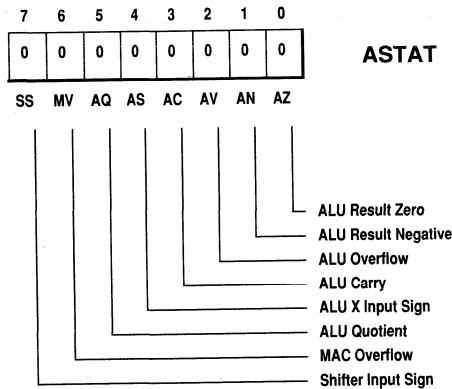 7 6 5 4 3 2 1 0
0 0 0 0 0 0 0 0
ASTAT
SS MV AQ AS AC AV AN AZ
ALU Result Zero
ALU Result Negative
ALU Overflow
ALU Carry
ALU X Input Sign
ALU Quotient
MAC Overflow
Shifter Input Sign